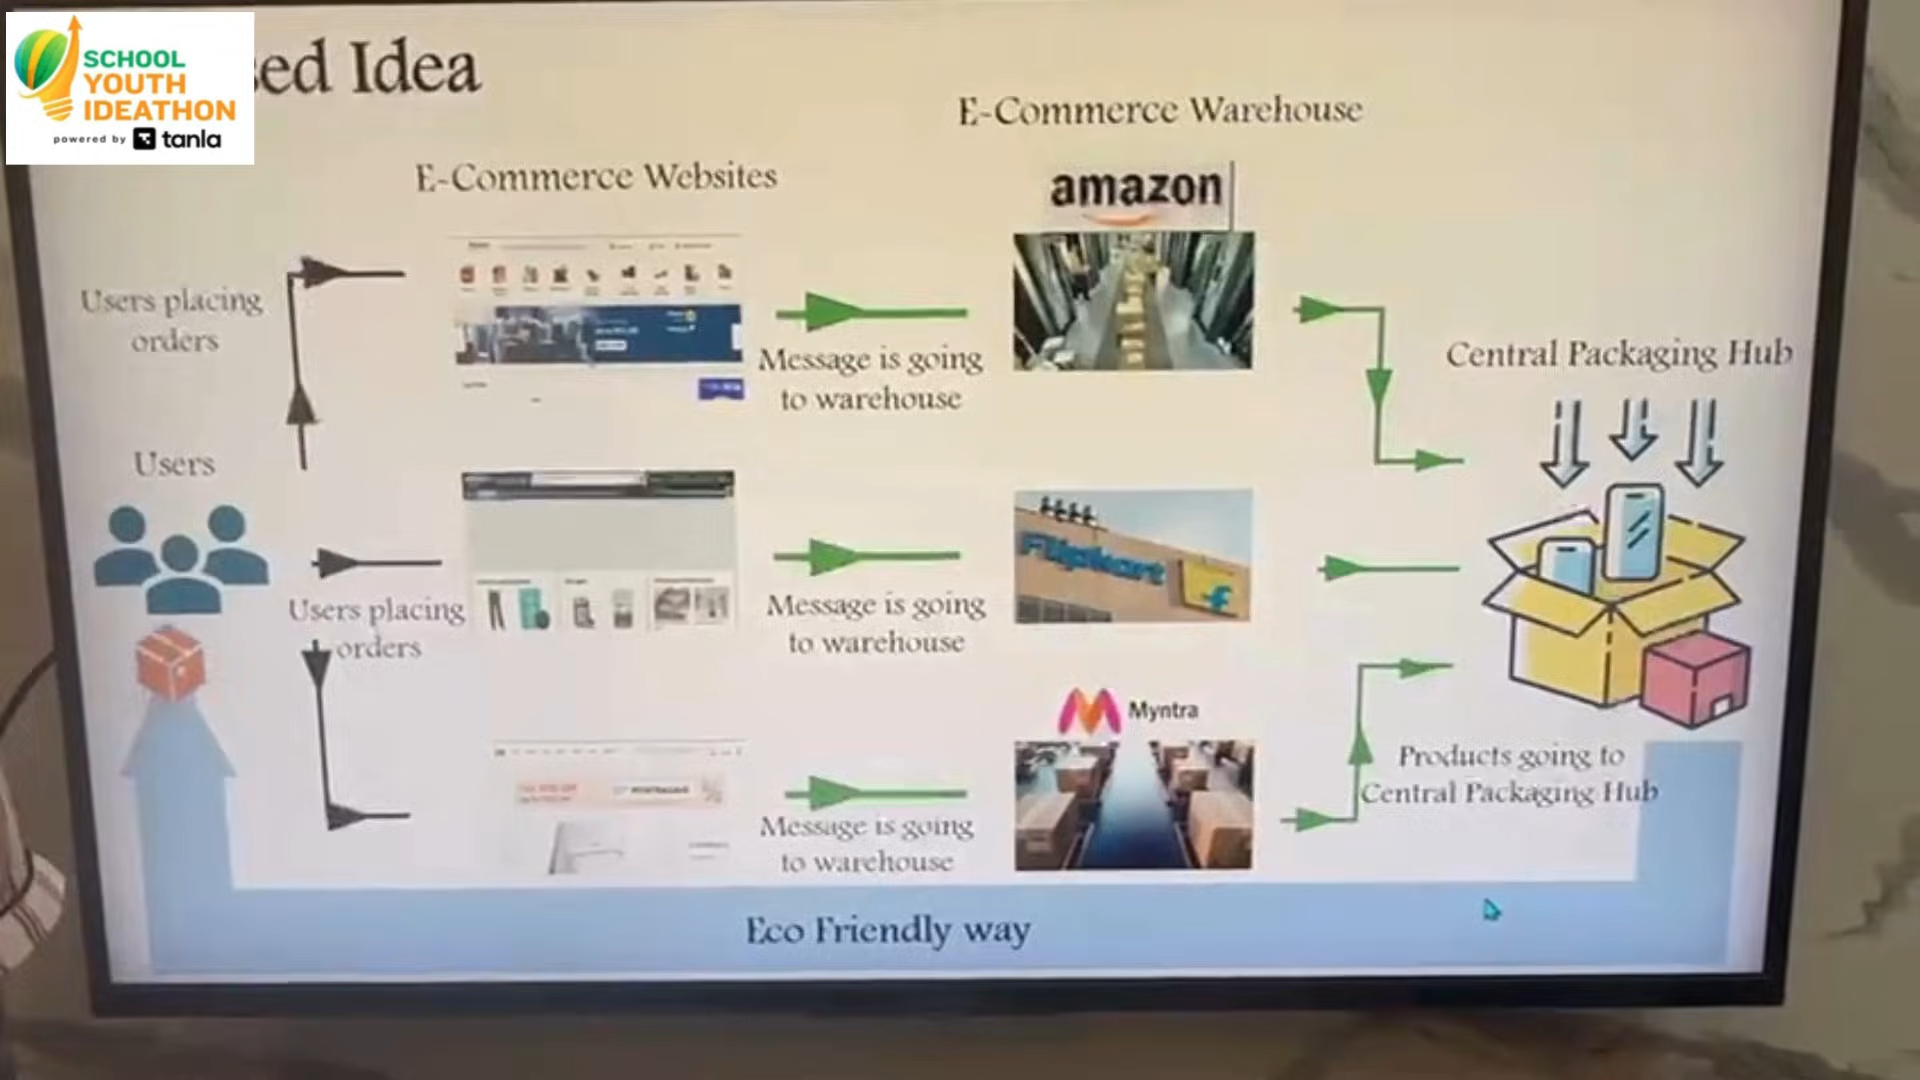 SCHOOL
YOUTH
IDEATHON
powered by tanla
sed Idea
E-Commerce Warehouse
E-Commerce Websites
amazon
Users placing
orders
Message is going
to warehouse
Central Packaging Hub
Users
Flipkart
Users placing
orders
Message is going
to warehouse
Myntra
Products going to
Central Packaging Hub
Message is going
to warehouse
Eco Friendly way